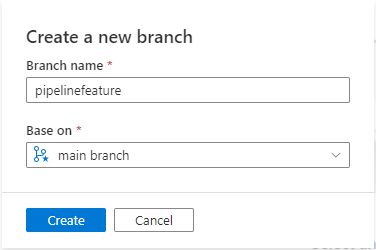 Create a new branch
Branch name *
pipelinefeature
Base on *
main branch
Create
Cancel